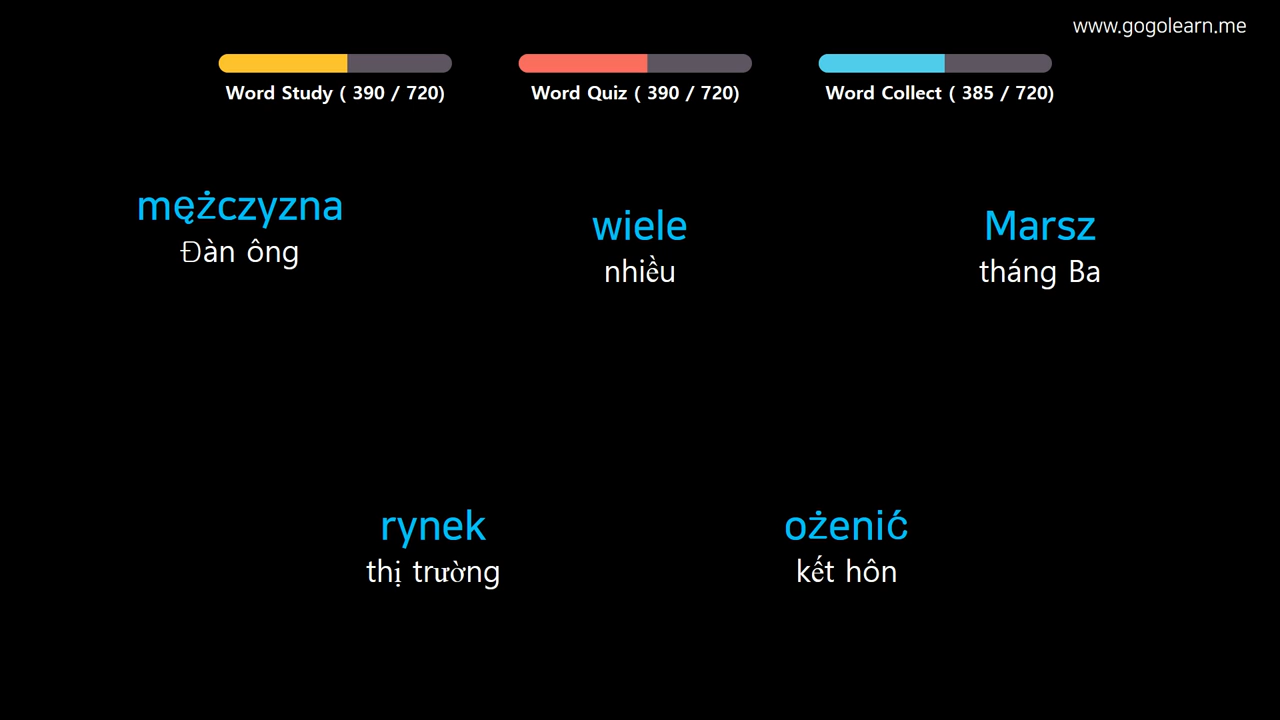 www.gogolearn.me
Word Study ( 390 / 720)
Word Quiz ( 390 / 720)
Word Collect ( 385 / 720)
mężczyzna
Đàn ông
wiele
nhiều
Marsz
tháng Ba
rynek
thị trường
ożenić
kết hôn